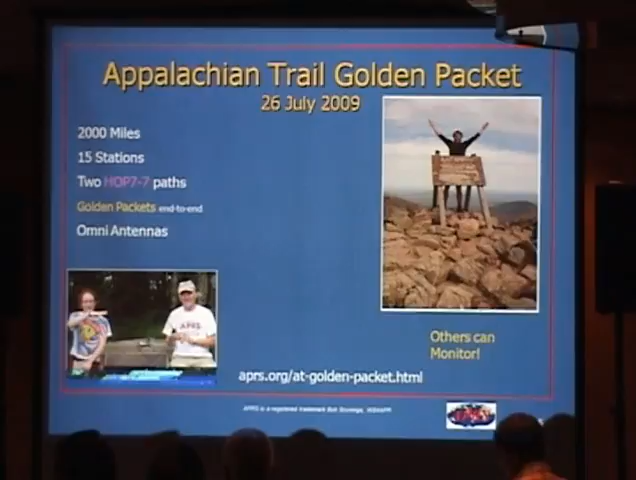 Appalachian Trail Golden Packet
26 July 2009
2000 Miles
15 Stations
Two HOP7-7 paths
Golden Packets end-to-end
Omni Antennas
APRS
Others can
Monitor!
aprs.org/at-golden-packet.html
APRS is a registered trademark Bob Bruninga, WB4APR